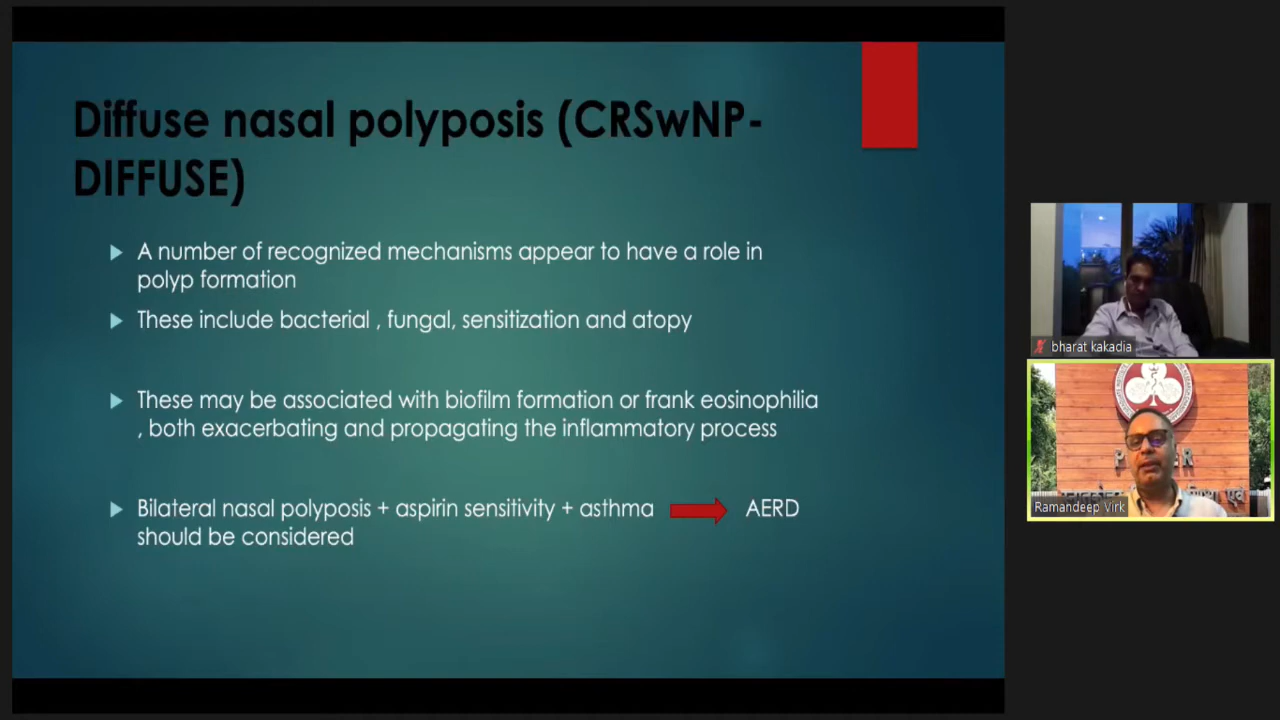 Diffuse nasal polyposis (CRSwNP-
DIFFUSE)
A number of recognized mechanisms appear to have a role in
polyp formation
These include bacterial , fungal, sensitization and atopy
These may be associated with biofilm formation or frank eosinophilia
, both exacerbating and propagating the inflammatory process
Bilateral nasal polyposis + aspirin sensitivity + asthma AERD
should be considered
bharat kakadia
Ramandeep Virk